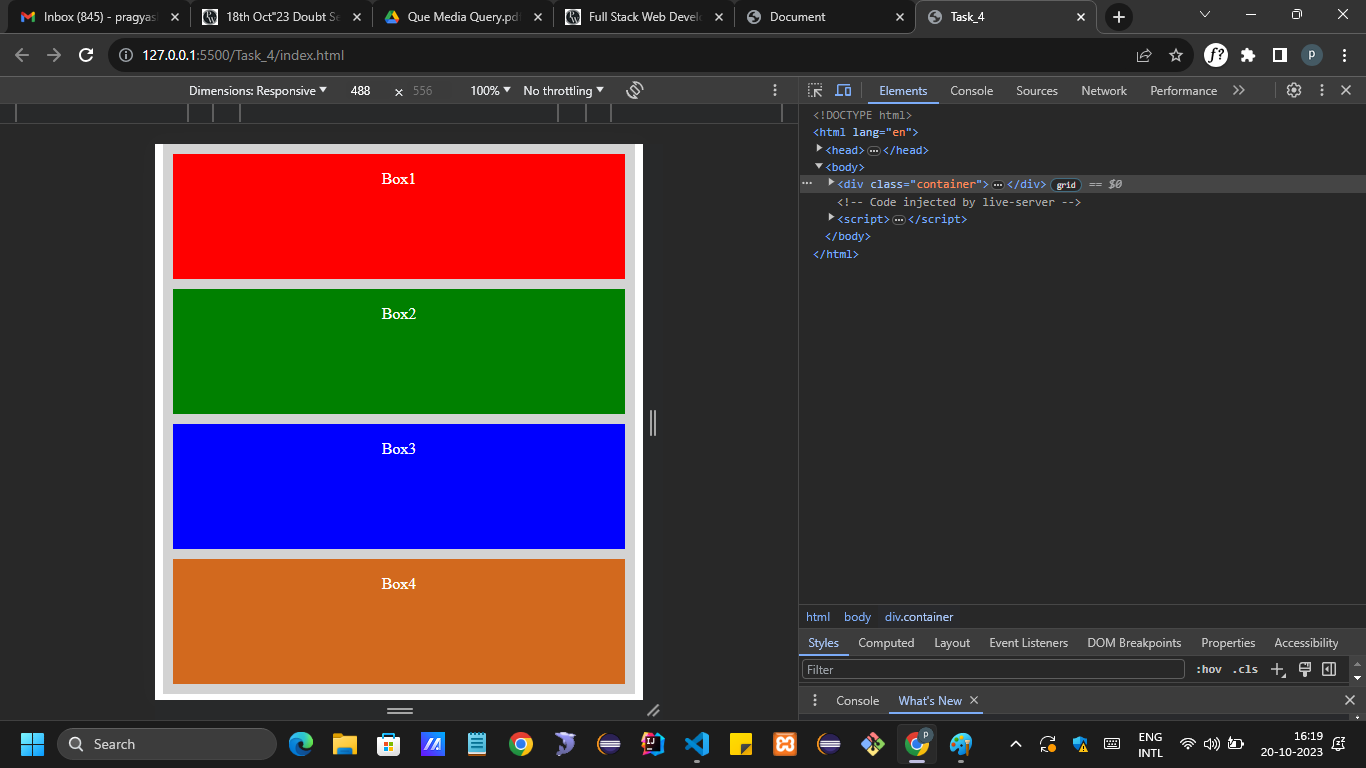 Inbox (845) - pragyas
18th Oct"23 Doubt Se
Que Media Query.pdf
Full Stack Web Devel
Document
Task_4
127.0.0.1:5500/Task_4/index.html
f?
p
Dimensions: Responsive 488 × 556 100% No throttling
Elements Console Sources Network Performance
<!DOCTYPE html>
<html lang="en">
<head> … </head>
<body>
<div class="container"> … </div> grid == $0
<!-- Code injected by live-server -->
<script> … </script>
</body>
</html>
Box1
Box2
Box3
Box4
html body div.container
Styles Computed Layout Event Listeners DOM Breakpoints Properties Accessibility
Filter :hov .cls
Console What's New
Search
ENG
INTL
16:19
20-10-2023